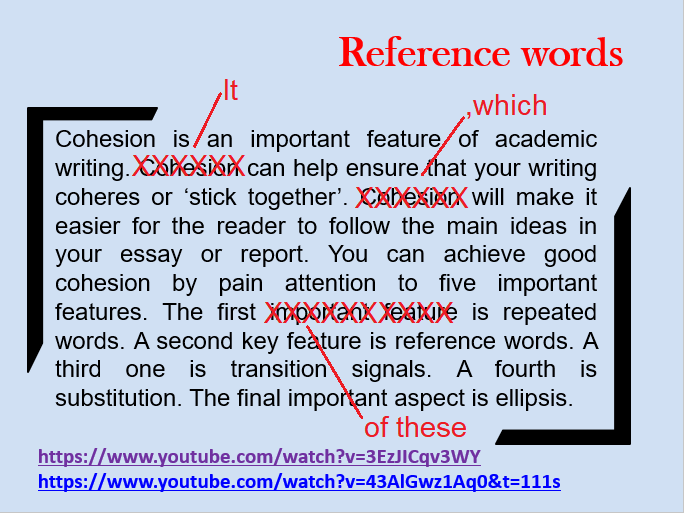 Reference words
It
,which
Cohesion is an important feature of academic
writing. Cohesion can help ensure that your writing
coheres or ‘stick together’. Cohesion will make it
easier for the reader to follow the main ideas in
your essay or report. You can achieve good
cohesion by pain attention to five important
features. The first important feature is repeated
words. A second key feature is reference words. A
third one is transition signals. A fourth is
substitution. The final important aspect is ellipsis.
XXXXXX
XXXXXX
XXXXXXXXXX
of these
https://www.youtube.com/watch?v=3EzJICqv3WY
https://www.youtube.com/watch?v=43AlGwz1Aq0&t=111s